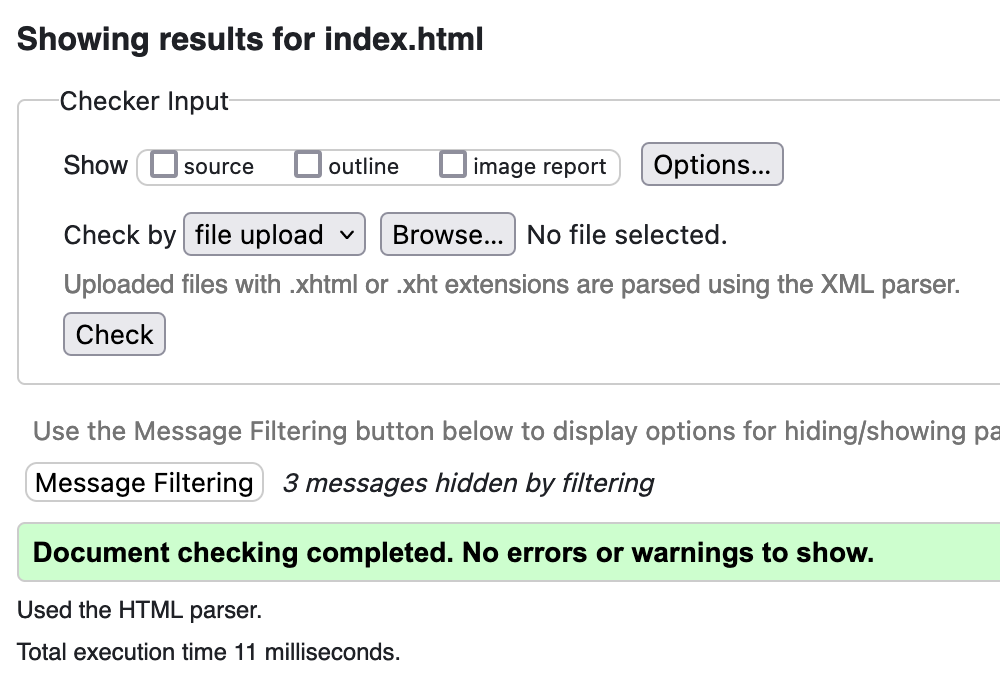 Showing results for index.html
Checker Input
Show source outline image report Options...
Check by file upload Browse... No file selected.
Uploaded files with .xhtml or .xht extensions are parsed using the XML parser.
Check
Use the Message Filtering button below to display options for hiding/showing pa
Message Filtering 3 messages hidden by filtering
Document checking completed. No errors or warnings to show.
Used the HTML parser.
Total execution time 11 milliseconds.